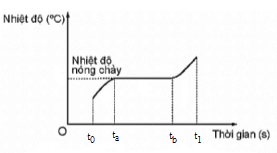 Nhiệt độ (ºC)
Nhiệt độ
nóng chảy
O
t0 ta tb t1 Thời gian (s)